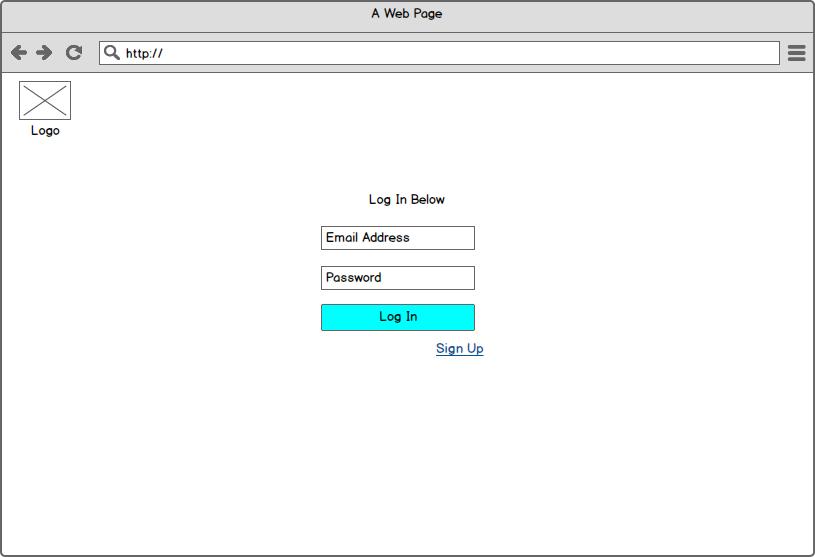 A Web Page
http://
Logo
Log In Below
Email Address
Password
Log In
Sign Up